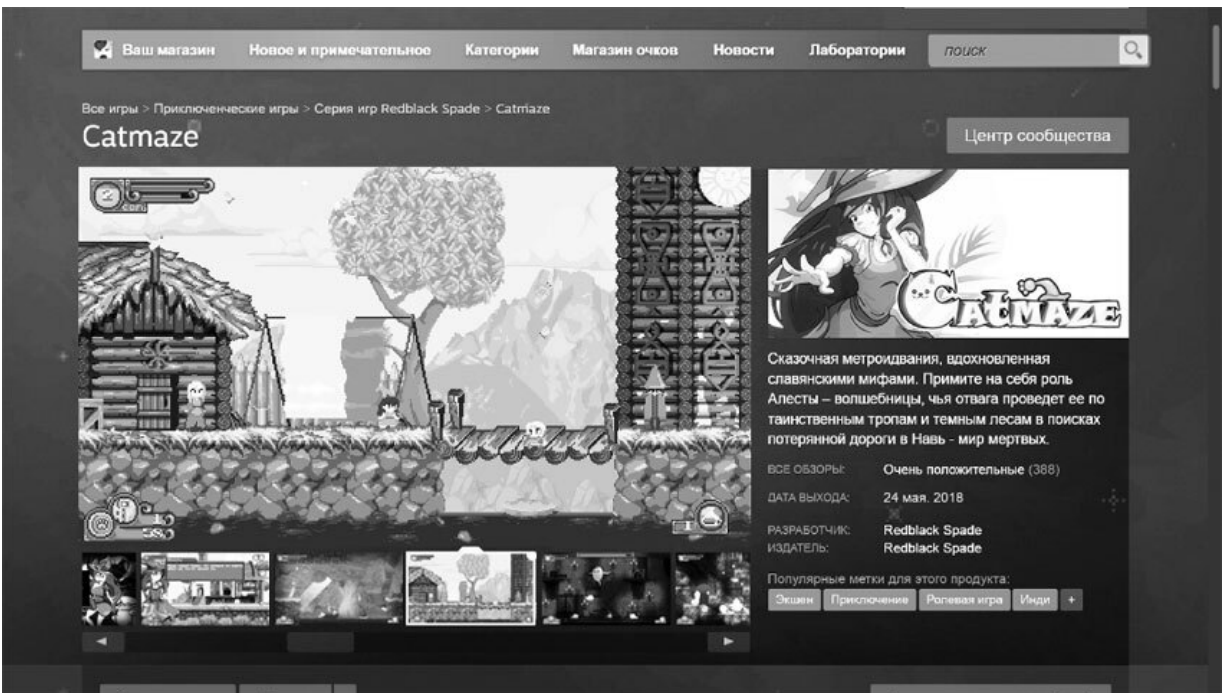 Ваш магазин Новое и примечательное Категории Магазин очков Новости Лаборатории поиск
Все игры > Приключенческие игры > Серия игр Redblack Spade > Catmaze
Catmaze
Центр сообщества
CATMAZE
Сказочная метроидвания, вдохновленная
славянскими мифами. Примите на себя роль
Алесты – волшебницы, чья отвага проведет ее по
таинственным тропам и темным лесам в поисках
потерянной дороги в Навь - мир мертвых.
ВСЕ ОБЗОРЫ: Очень положительные (388)
ДАТА ВЫХОДА: 24 мая. 2018
РАЗРАБОТЧИК: Redblack Spade
ИЗДАТЕЛЬ: Redblack Spade
Популярные метки для этого продукта:
Экшен Приключение Ролевая игра Инди +